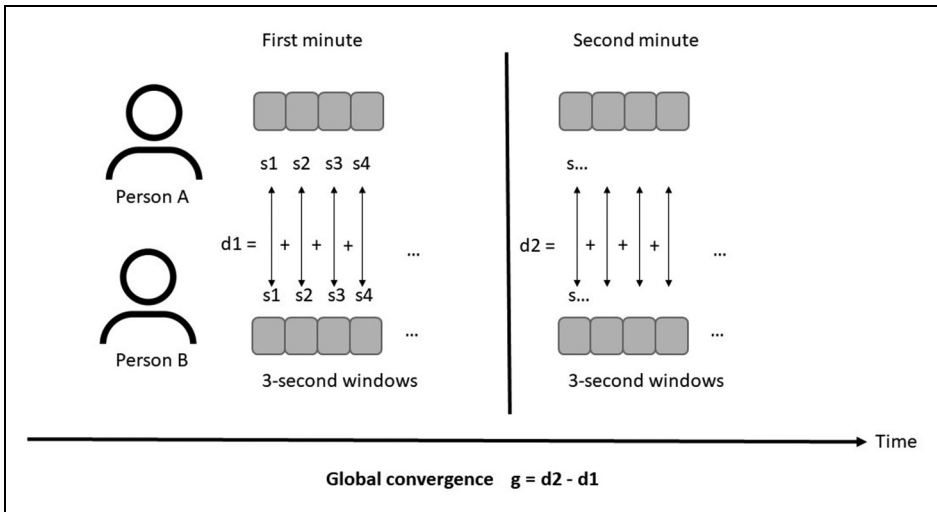 First minute
Second minute
Person A
s1 s2 s3 s4
s...
d1 = + + + ...
d2 = + + + ...
s1 s2 s3 s4
s...
...
...
Person B
3-second windows
3-second windows
Time
Global convergence g = d2 - d1